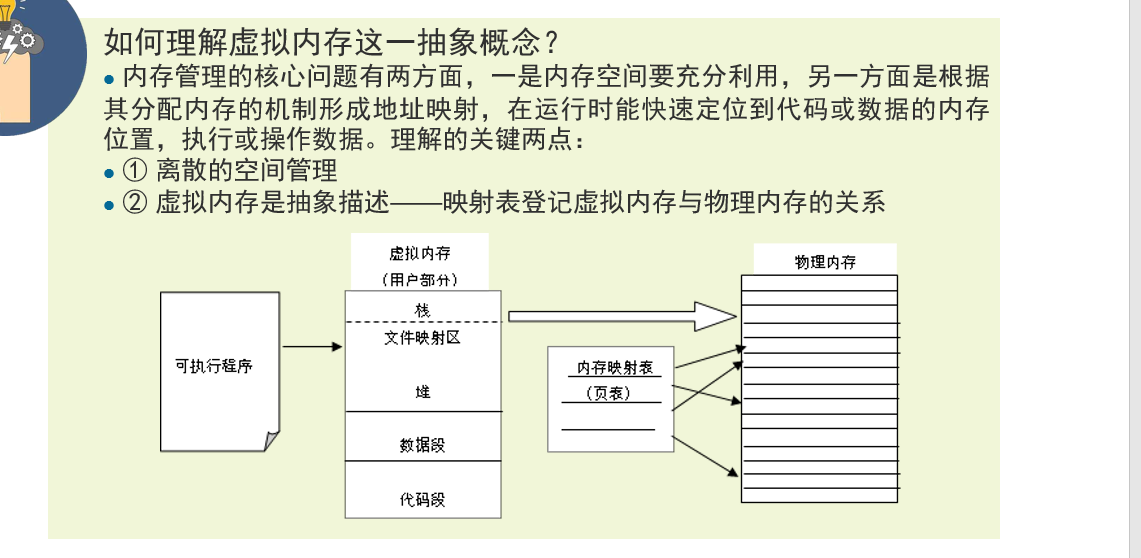 如何理解虚拟内存这一抽象概念？
内存管理的核心问题有两方面，一是内存空间要充分利用，另一方面是根据
其分配内存的机制形成地址映射，在运行时能快速定位到代码或数据的内存
位置，执行或操作数据。理解的关键两点：
① 离散的空间管理
② 虚拟内存是抽象描述——映射表登记虚拟内存与物理内存的关系
虚拟内存
（用户部分）
物理内存
栈
文件映射区
可执行程序
内存映射表
（页表）
堆
数据段
代码段